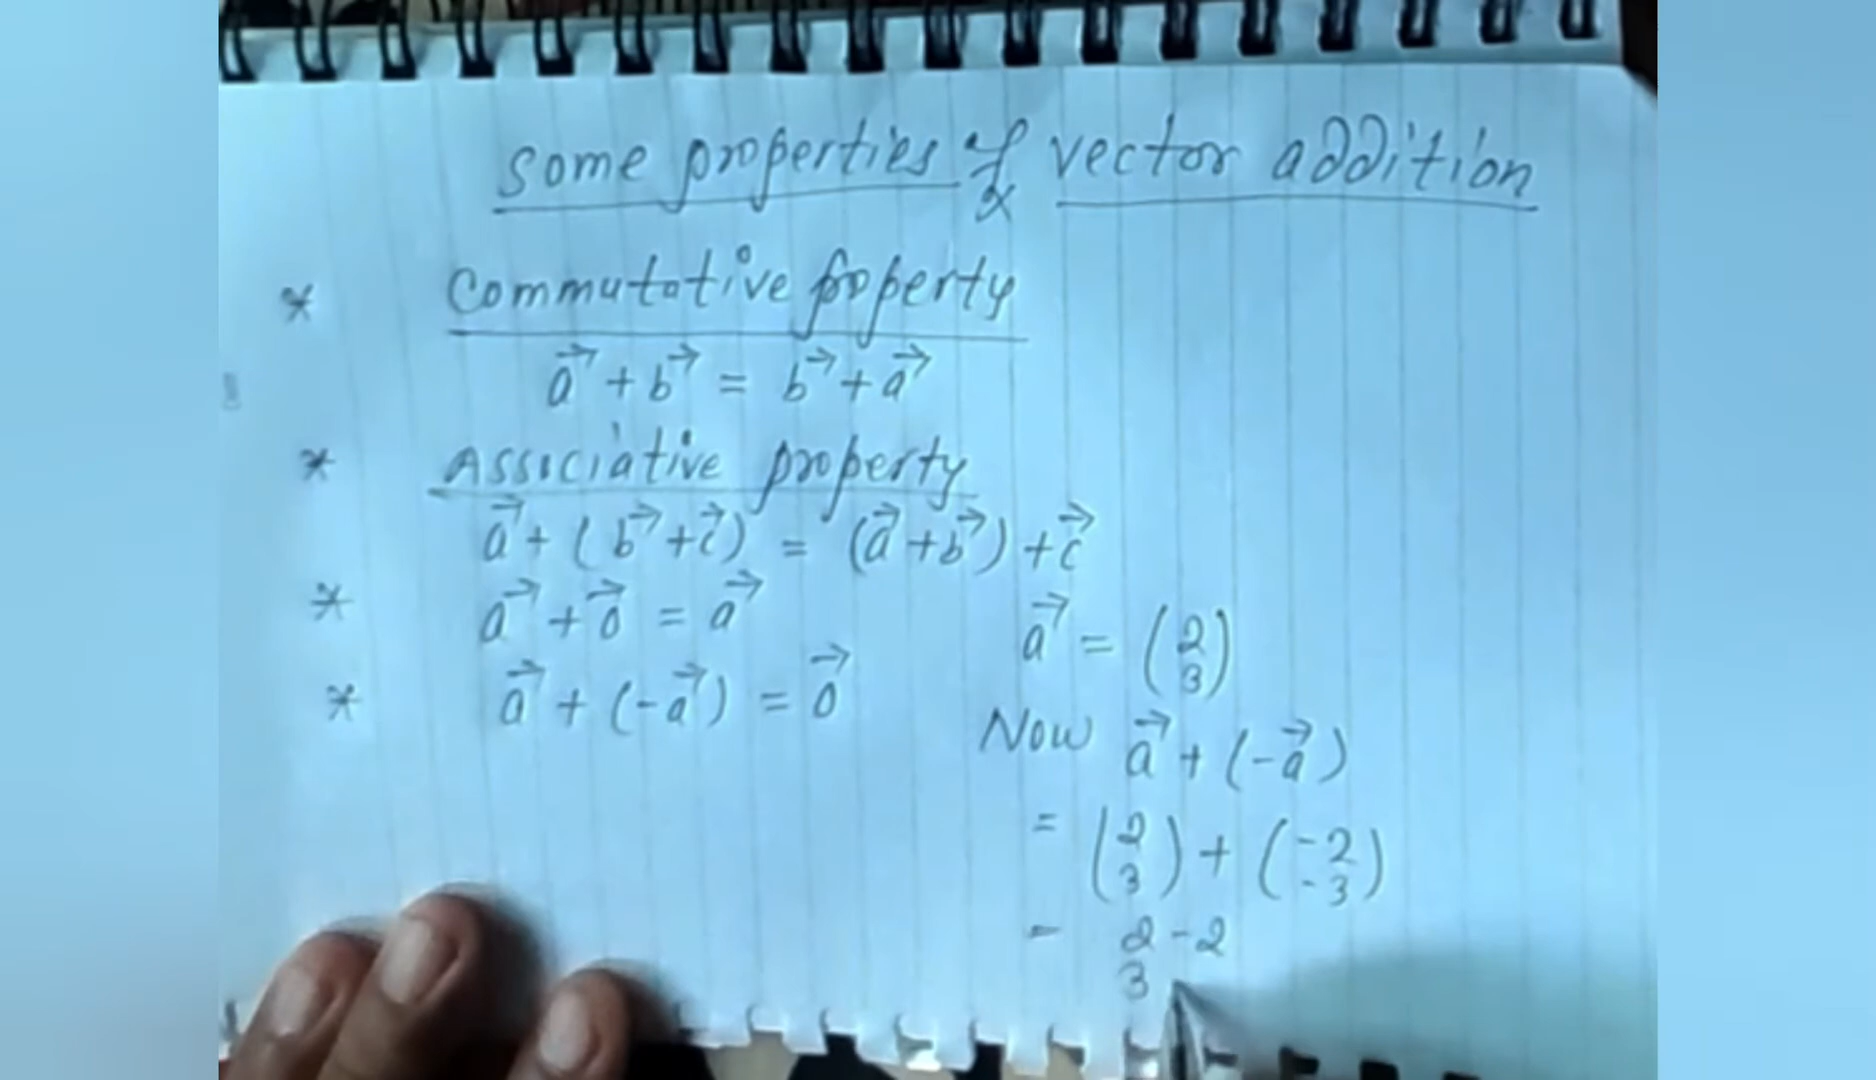 Some properties of vector addition
* Commutative property
a⃗ + b⃗ = b⃗ + a⃗
* Associative property
a⃗ + (b⃗ + c⃗) = (a⃗ + b⃗) + c⃗
* a⃗ + 0⃗ = a⃗
* a⃗ + (-a⃗) = 0⃗
a⃗ = (2 3)
Now a⃗ + (-a⃗)
= (2 3) + (-2 -3)
= 2 - 2
3